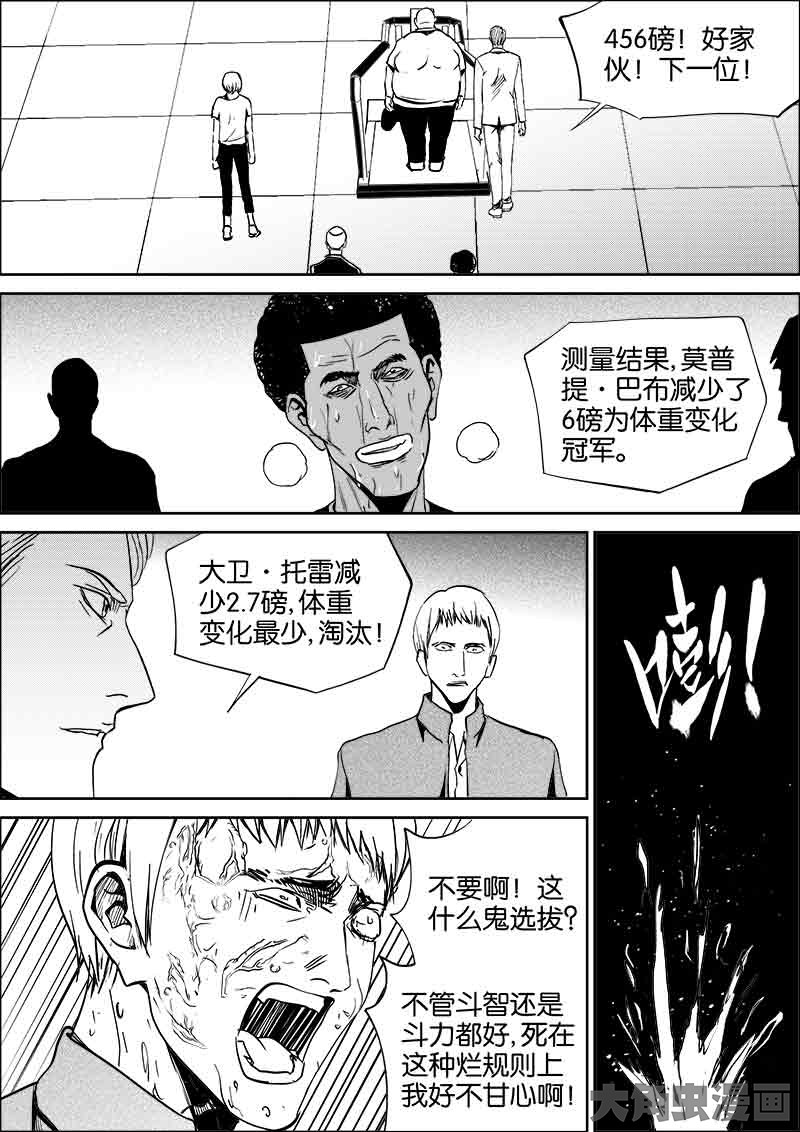 456磅！好家
伙！下一位！
测量结果,莫普
提·巴布减少了
6磅为体重变化
冠军。
大卫·托雷减
少2.7磅,体重
变化最少,淘汰！
嘭！
不要啊！这
什么鬼选拔?
不管斗智还是
斗力都好,死在
这种烂规则上
我好不甘心啊！
大角虫漫画